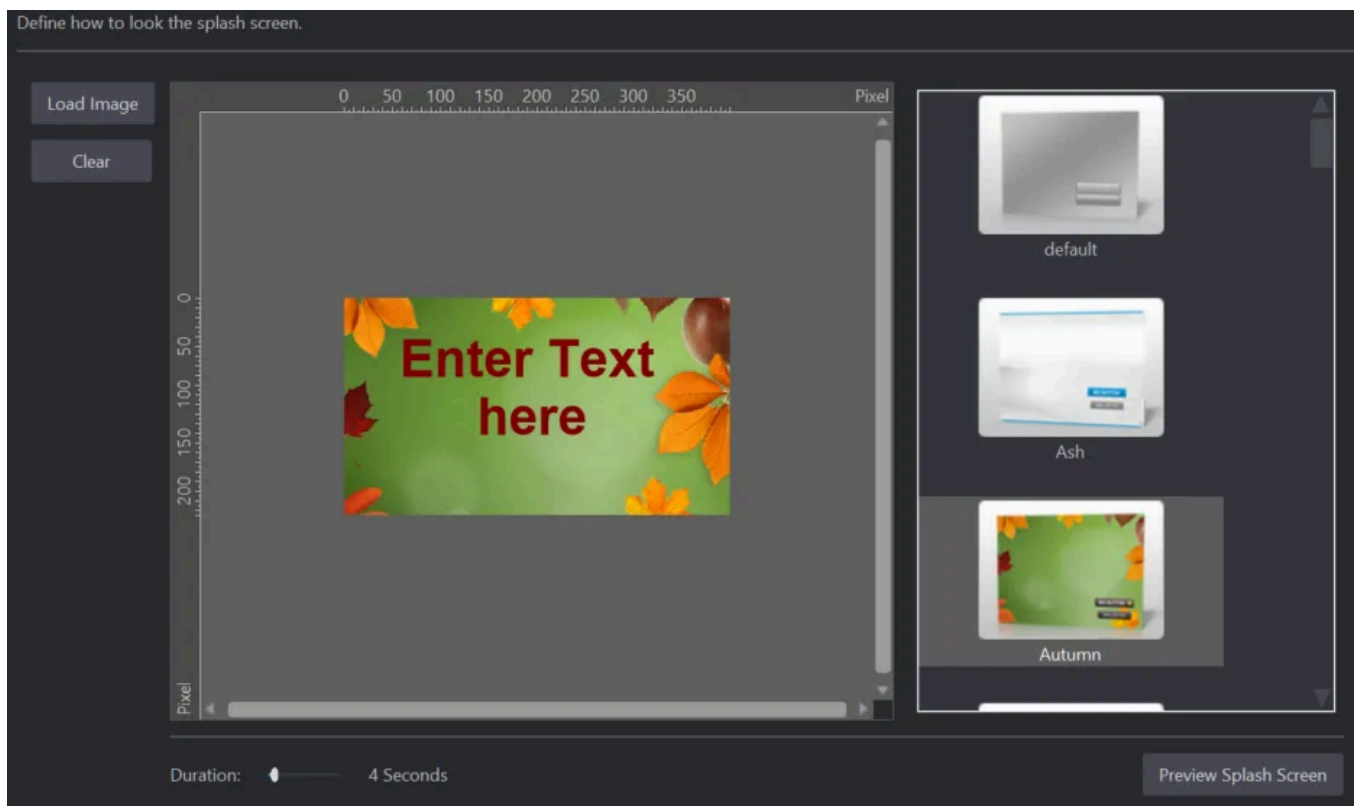 Define how to look the splash screen.
Load Image
Clear
0 50 100 150 200 250 300 350 Pixel
0 50 100 150 200 Pixel
Enter Text
here
default
Ash
Autumn
Duration: 4 Seconds
Preview Splash Screen